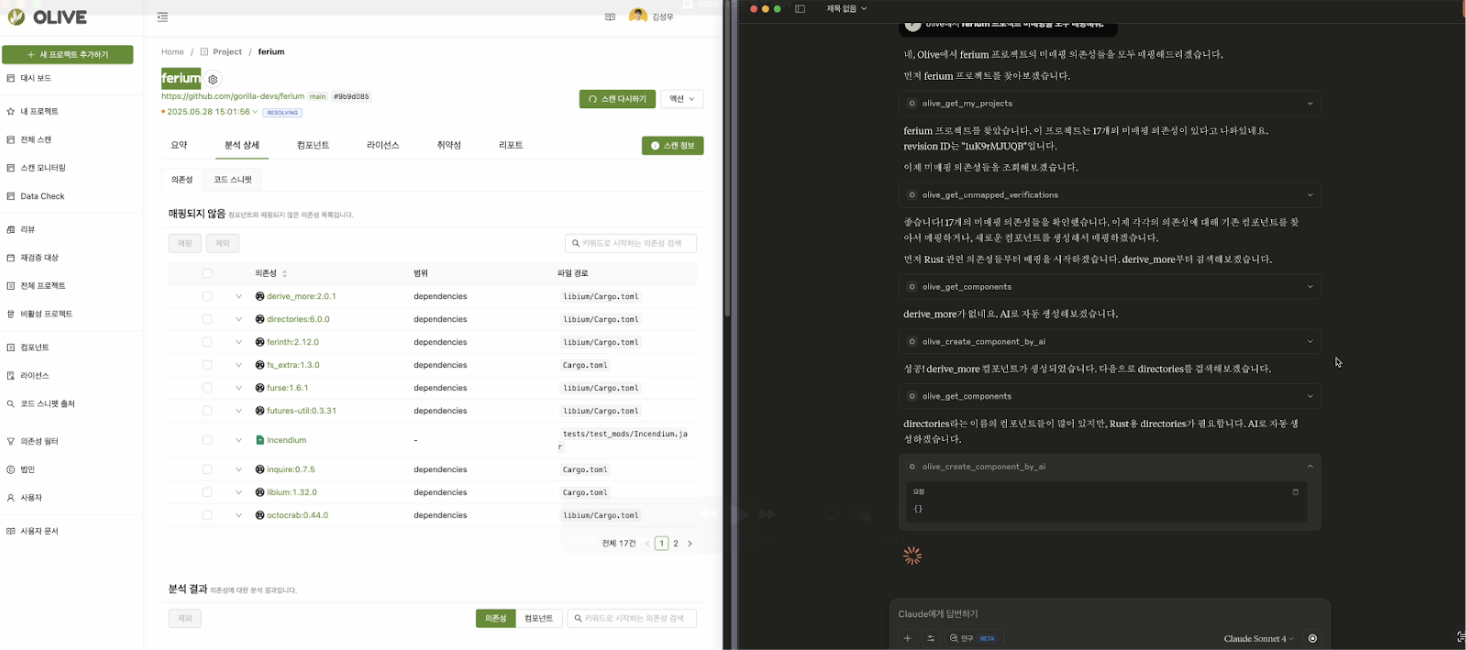 OLIVE
김성우
+ 새 프로젝트 추가하기
대시 보드
내 프로젝트
전체 스캔
스캔 모니터링
Data Check
리뷰
재검증 대상
전체 프로젝트
비활성 프로젝트
컴포넌트
라이선스
코드 스니펫 출처
의존성 필터
법인
사용자
사용자 문서
Home / Project / ferium
ferium
https://github.com/gorilla-devs/ferium main #9b9d085
2025.05.28 15:01:56 RESOLVING
스캔 다시하기 액션
요약 분석 상세 컴포넌트 라이선스 취약성 리포트 스캔 정보
의존성 코드 스니펫
매핑되지 않음 컴포넌트와 매핑되지 않은 의존성 목록입니다.
매핑 제외 키워드로 시작하는 의존성 검색
의존성 범위 파일 경로
derive_more:2.0.1 dependencies libium/Cargo.toml
directories:6.0.0 dependencies libium/Cargo.toml
ferinth:2.12.0 dependencies libium/Cargo.toml
fs_extra:1.3.0 dependencies Cargo.toml
furse:1.6.1 dependencies libium/Cargo.toml
futures-util:0.3.31 dependencies libium/Cargo.toml
Incendium - tests/test_mods/Incendium.ja
r
inquire:0.7.5 dependencies Cargo.toml
libium:1.32.0 dependencies Cargo.toml
octocrab:0.44.0 dependencies libium/Cargo.toml
전체 17건 < 1 2 >
분석 결과 의존성에 대한 분석 결과입니다.
제외 의존성 컴포넌트 키워드로 시작하는 의존성 검색
제목 없음
네, Olive에서 ferium 프로젝트의 미매핑 의존성들을 모두 매핑해드리겠습니다.
먼저 ferium 프로젝트를 찾아보겠습니다.
olive_get_my_projects
ferium 프로젝트를 찾았습니다. 이 프로젝트는 17개의 미매핑 의존성이 있다고 나와있네요.
revision ID는 "1uK9rMJUQB"입니다.
이제 미매핑 의존성들을 조회해보겠습니다.
olive_get_unmapped_verifications
좋습니다! 17개의 미매핑 의존성들을 확인했습니다. 이제 각각의 의존성에 대해 기존 컴포넌트를 찾
아서 매핑하거나, 새로운 컴포넌트를 생성해서 매핑하겠습니다.
먼저 Rust 관련 의존성들부터 매핑을 시작하겠습니다. derive_more부터 검색해보겠습니다.
olive_get_components
derive_more가 없네요. AI로 자동 생성해보겠습니다.
olive_create_component_by_ai
성공! derive_more 컴포넌트가 생성되었습니다. 다음으로 directories를 검색해보겠습니다.
olive_get_components
directories라는 이름의 컴포넌트들이 많이 있지만, Rust용 directories가 필요합니다. AI로 자동 생
성하겠습니다.
olive_create_component_by_ai
요청
{}
Claude에게 답변하기
연구 BETA
Claude Sonnet 4